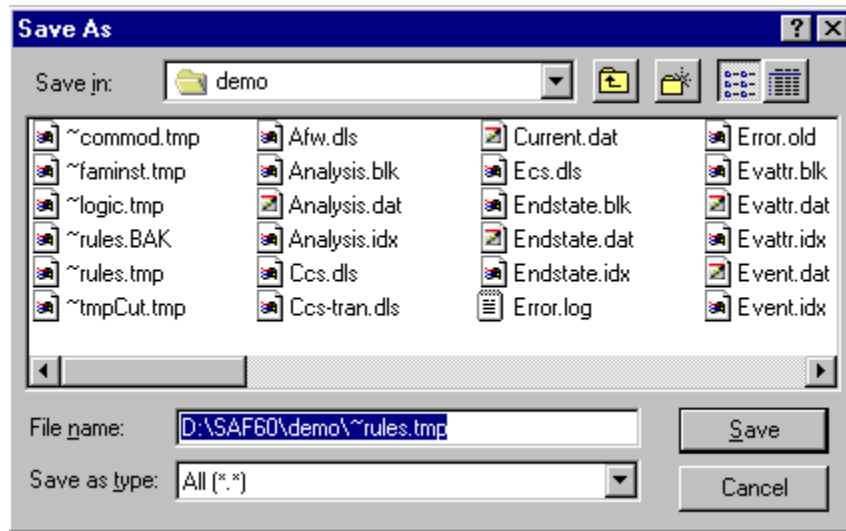 Save As
Save in: demo
~commod.tmp Afw.dls Current.dat Error.old
~faminst.tmp Analysis.blk Ecs.dls Evattr.blk
~logic.tmp Analysis.dat Endstate.blk Evattr.dat
~rules.BAK Analysis.idx Endstate.dat Evattr.idx
~rules.tmp Ccs.dls Endstate.idx Event.dat
~tmpCut.tmp Ccs-tran.dls Error.log Event.idx
File name: D:\SAF60\demo\~rules.tmp Save
Save as type: All (*.*) Cancel